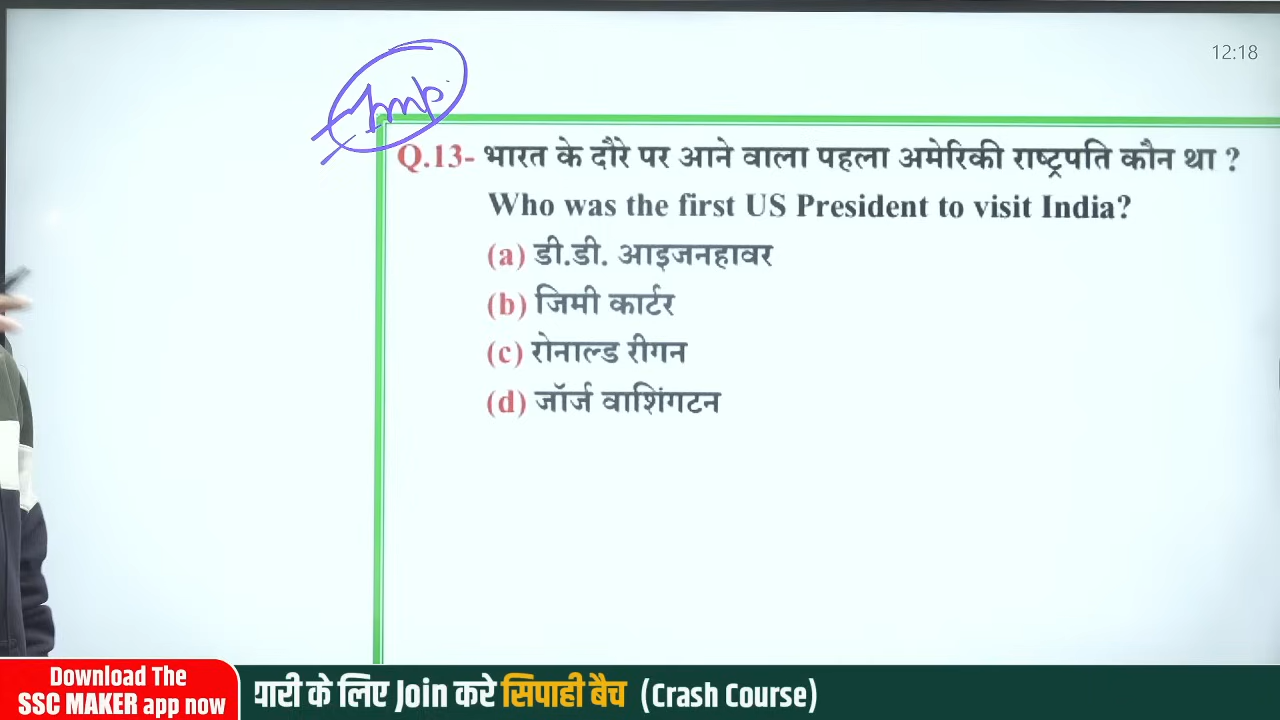 12:18
Imp
Q.13- भारत के दौरे पर आने वाला पहला अमेरिकी राष्ट्रपति कौन था ?
Who was the first US President to visit India?
(a) डी.डी. आइजनहावर
(b) जिमी कार्टर
(c) रोनाल्ड रीगन
(d) जॉर्ज वाशिंगटन
Download The
SSC MAKER app now
यारी के लिए Join करे सिपाही बैच (Crash Course)